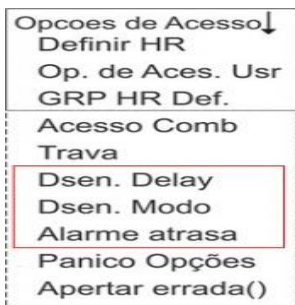 Opcoes de Acesso↓
Definir HR
Op. de Aces. Usr
GRP HR Def.
Acesso Comb
Trava
Dsen. Delay
Dsen. Modo
Alarme atrasa
Panico Opções
Apertar errada()